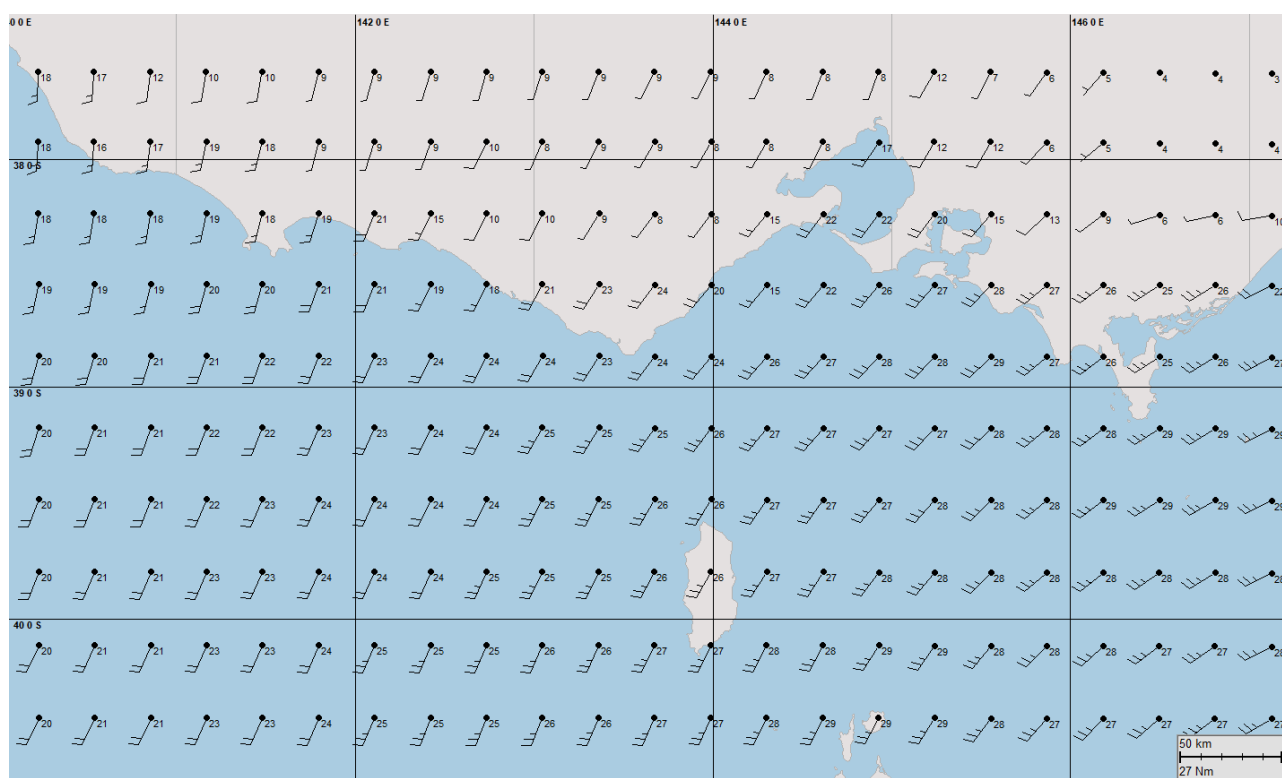 0 0 E 142 0 E 144 0 E 146 0 E
18 17 12 10 10 9 9 9 9 9 9 9 9 8 8 8 12 7 6 5 4 4 3
18 16 17 19 18 9 9 9 10 8 9 9 8 8 8 17 12 12 6 5 4 4 4
38 0 S
18 18 18 19 18 19 21 15 10 10 9 8 8 15 22 22 20 15 13 9 6 6 10
19 19 19 20 20 21 21 19 18 21 23 24 20 15 22 26 27 28 27 26 25 26 22
20 20 21 21 22 22 23 24 24 24 23 24 24 26 27 28 28 29 27 26 25 26 27
39 0 S
20 21 21 22 22 23 23 24 24 25 25 25 26 27 27 27 27 28 28 28 29 29 29
20 21 21 22 23 24 24 24 25 25 25 26 26 27 27 27 28 28 28 29 29 29 29
20 21 21 23 23 24 24 24 25 25 25 26 26 27 27 28 28 28 28 28 28 28 28
40 0 S
20 21 21 23 23 24 25 25 25 26 26 27 27 28 28 29 29 28 28 28 27 27 28
20 21 21 23 23 24 25 25 25 26 26 27 27 28 29 29 29 28 27 27 27 27 27
50 km
27 Nm